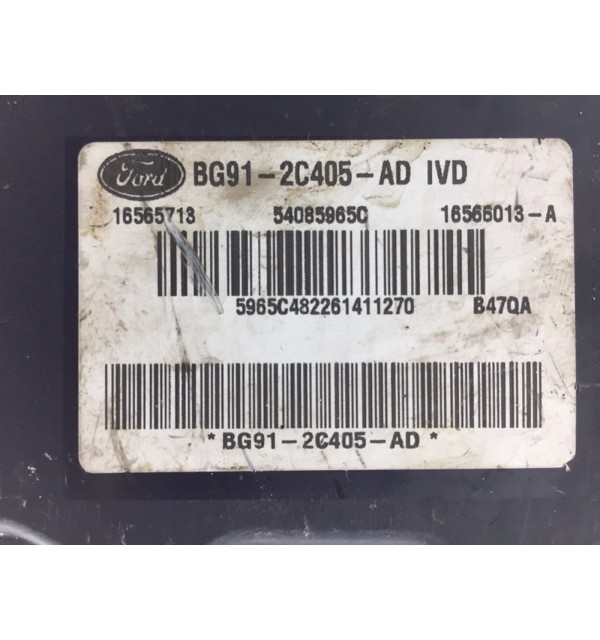 Ford BG91-2C405-AD IVD
16565713 54085965C 16566013-A
5965C482261411270 B47QA
*BG91-2C405-AD*